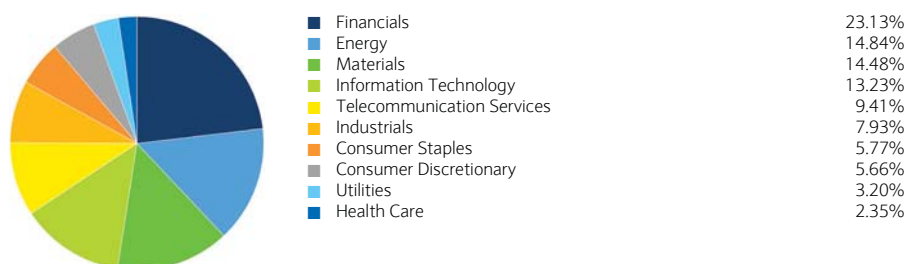 Financials 23.13%
Energy 14.84%
Materials 14.48%
Information Technology 13.23%
Telecommunication Services 9.41%
Industrials 7.93%
Consumer Staples 5.77%
Consumer Discretionary 5.66%
Utilities 3.20%
Health Care 2.35%